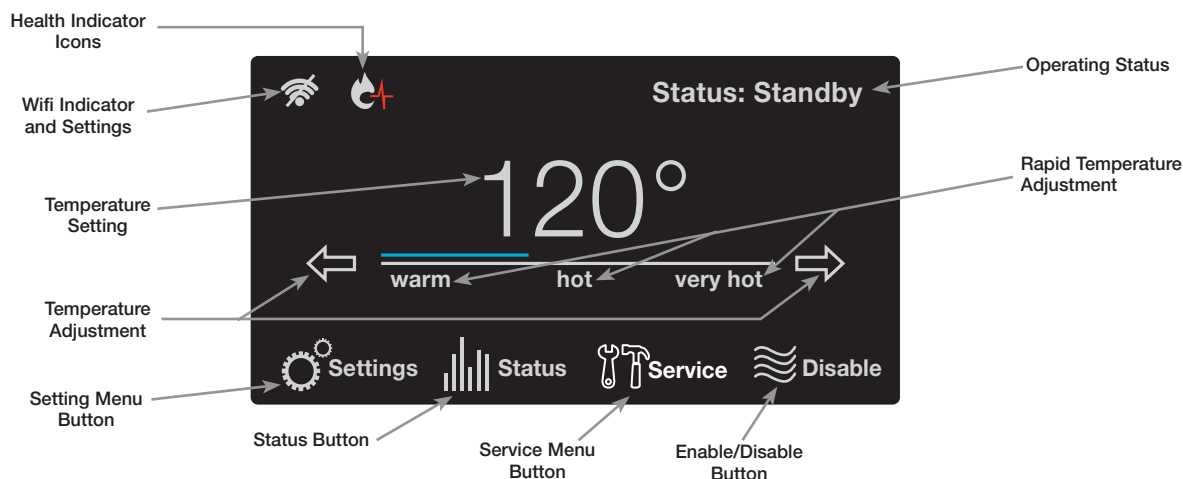 Health Indicator
Icons
Wifi Indicator
and Settings
Status: Standby
Operating Status
Temperature
Setting
120°
Rapid Temperature
Adjustment
warm hot very hot
Temperature
Adjustment
Settings Status Service Disable
Setting Menu
Button
Status Button
Service Menu
Button
Enable/Disable
Button